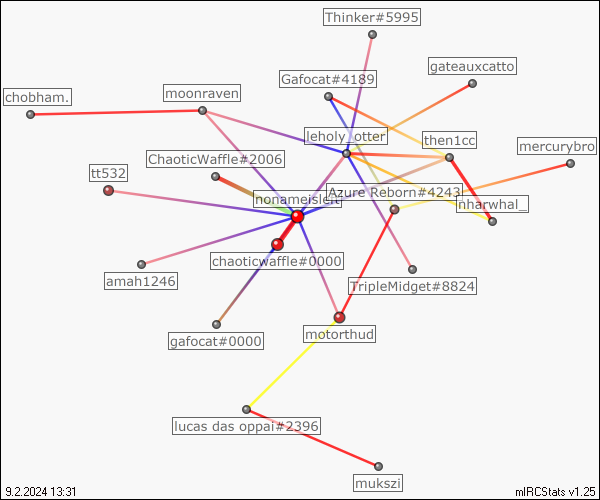 Thinker#5995
Gafocat#4189
gateauxcatto
chobham.
moonraven
leholy_otter
then1cc
mercurybro
ChaoticWaffle#2006
tt532
Azure Reborn#4243
nharwhal_
chaoticwaffle#0000
amah1246
TripleMidget#8824
gafocat#0000
motorthud
lucas das oppai#2396
mukszi
9.2.2024 13:31
mIRCStats v1.25